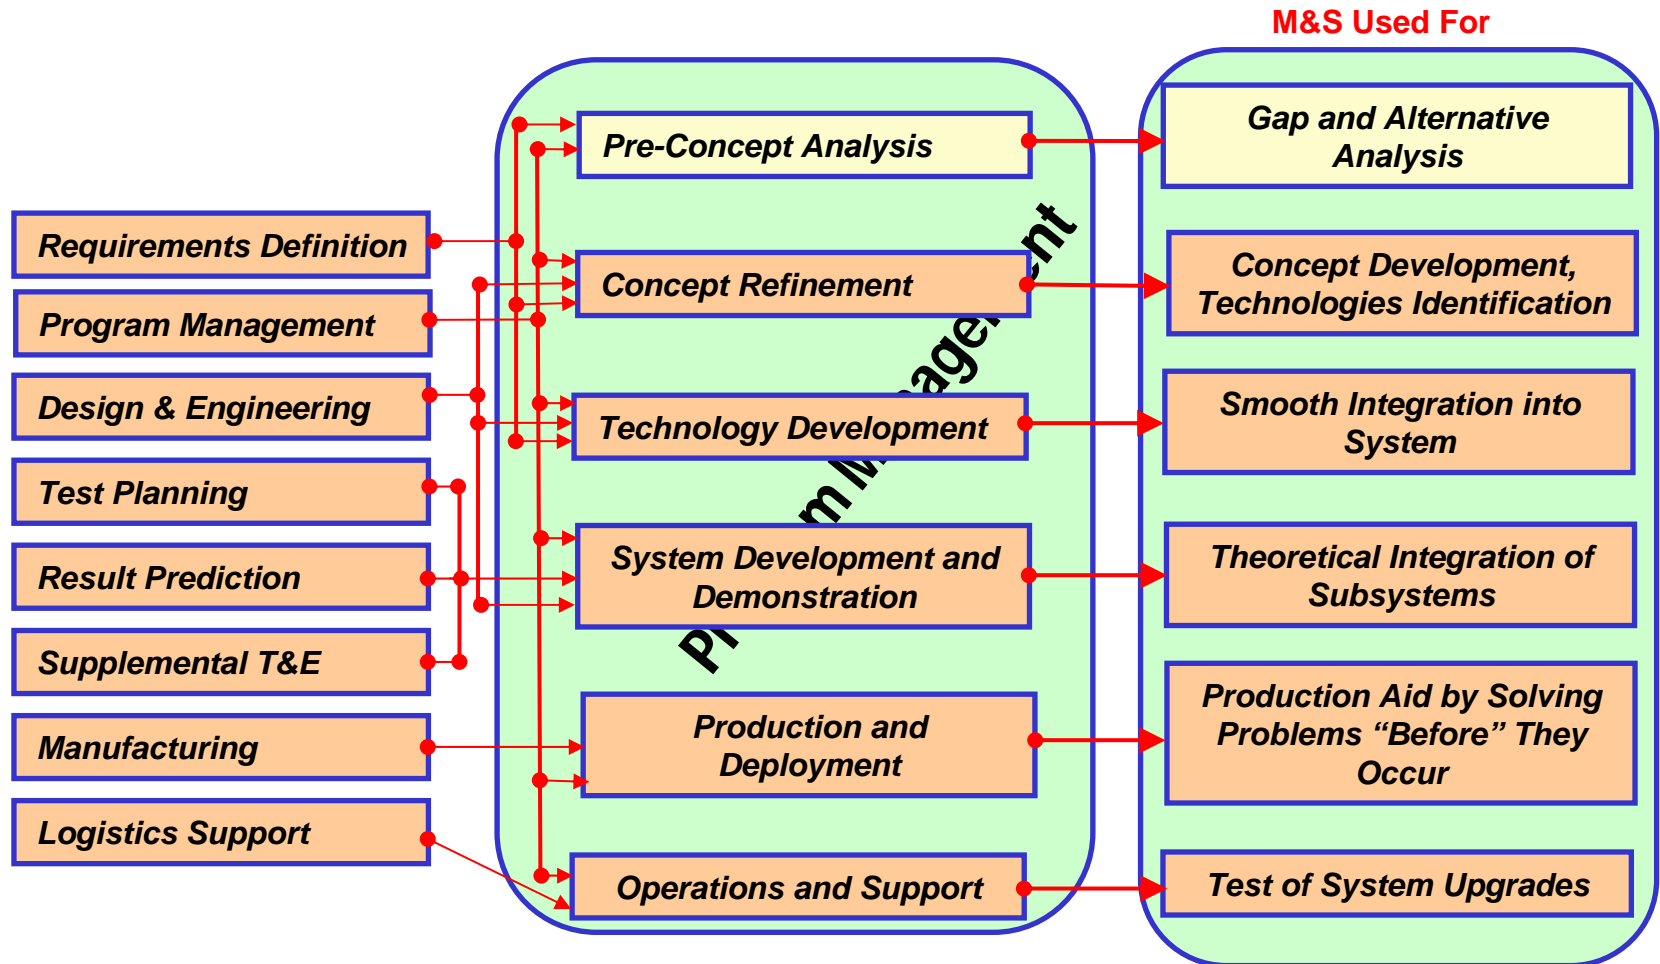 M&S Used For
Requirements Definition
Program Management
Design & Engineering
Test Planning
Result Prediction
Supplemental T&E
Manufacturing
Logistics Support
Program Management
Pre-Concept Analysis
Concept Refinement
Technology Development
System Development and
Demonstration
Production and
Deployment
Operations and Support
Gap and Alternative
Analysis
Concept Development,
Technologies Identification
Smooth Integration into
System
Theoretical Integration of
Subsystems
Production Aid by Solving
Problems “Before” They
Occur
Test of System Upgrades